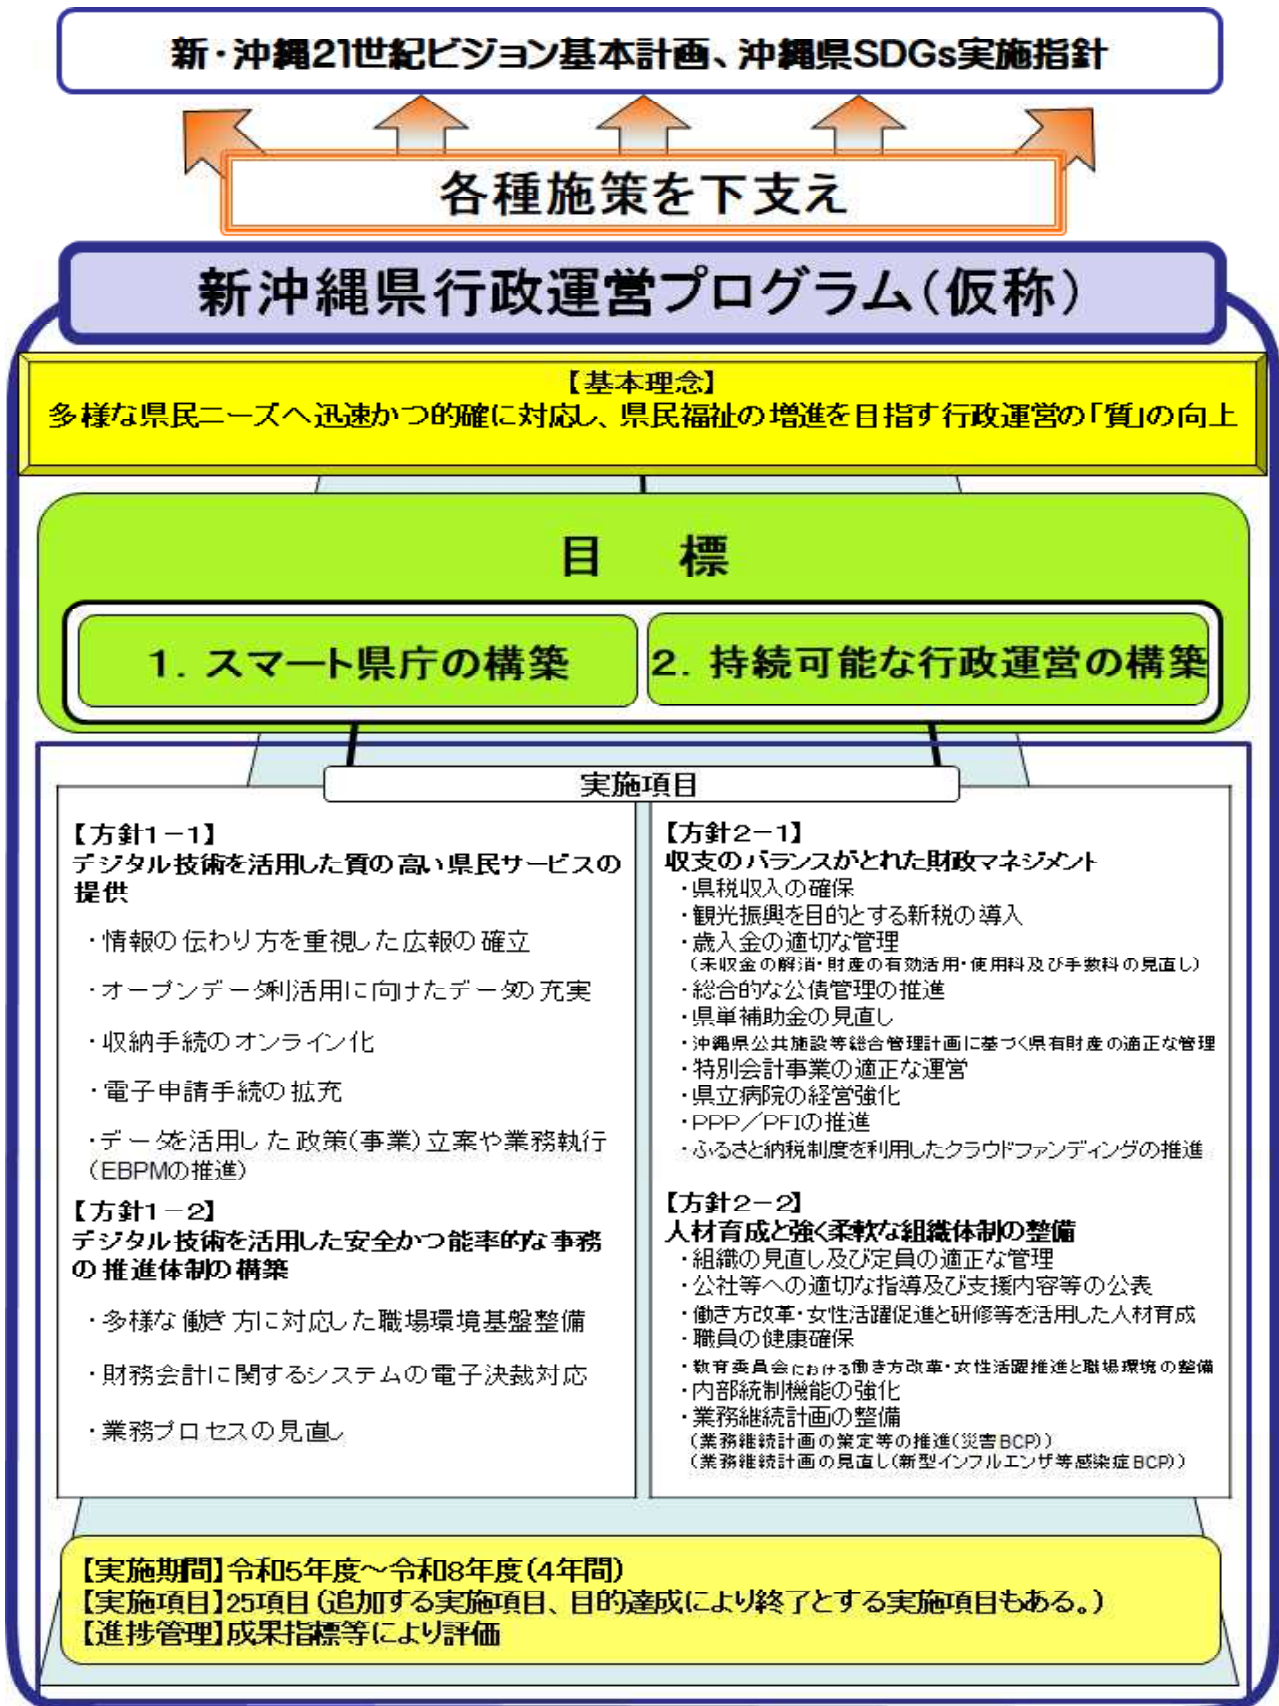 新・沖縄21世紀ビジョン基本計画、沖縄県SDGs実施指針
各種施策を下支え
新沖縄県行政運営プログラム(仮称)
【基本理念】
多様な県民ニーズへ迅速かつ的確に対応し、県民福祉の増進を目指す行政運営の「質」の向上
目 標
1. スマート県庁の構築
2. 持続可能な行政運営の構築
実施項目
【方針1－1】
デジタル技術を活用した質の高い県民サービスの
提供
・情報の伝わり方を重視した広報の確立
・オープンデータ利活用に向けたデータの充実
・収納手続のオンライン化
・電子申請手続の拡充
・データを活用した政策(事業)立案や業務執行
(EBPMの推進)
【方針1－2】
デジタル技術を活用した安全かつ能率的な事務
の推進体制の構築
・多様な働き方に対応した職場環境基盤整備
・財務会計に関するシステムの電子決裁対応
・業務プロセスの見直し
【方針2－1】
収支のバランスがとれた財政マネジメント
・県税収入の確保
・観光振興を目的とする新税の導入
・歳入金の適切な管理
(未収金の解消・財産の有効活用・使用料及び手数料の見直し)
・総合的な公債管理の推進
・県単補助金の見直し
・沖縄県公共施設等総合管理計画に基づく県有財産の適正な管理
・特別会計事業の適正な運営
・県立病院の経営強化
・PPP／PFIの推進
・ふるさと納税制度を利用したクラウドファンディングの推進
【方針2－2】
人材育成と強く柔軟な組織体制の整備
・組織の見直し及び定員の適正な管理
・公社等への適切な指導及び支援内容等の公表
・働き方改革・女性活躍促進と研修等を活用した人材育成
・職員の健康確保
・教育委員会における働き方改革・女性活躍推進と職場環境の整備
・内部統制機能の強化
・業務継続計画の整備
(業務継続計画の策定等の推進(災害BCP))
(業務継続計画の見直し(新型インフルエンザ等感染症BCP))
【実施期間】令和5年度～令和8年度(4年間)
【実施項目】25項目(追加する実施項目、目的達成により終了とする実施項目もある。)
【進捗管理】成果指標等により評価